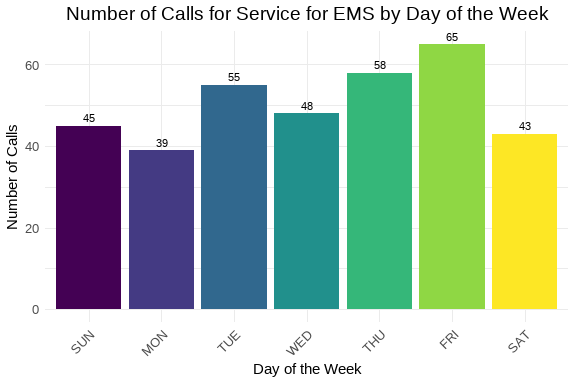 Number of Calls for Service for EMS by Day of the Week
Number of Calls
60
40
20
0
45
39
55
48
58
65
43
SUN
MON
TUE
WED
THU
FRI
SAT
Day of the Week